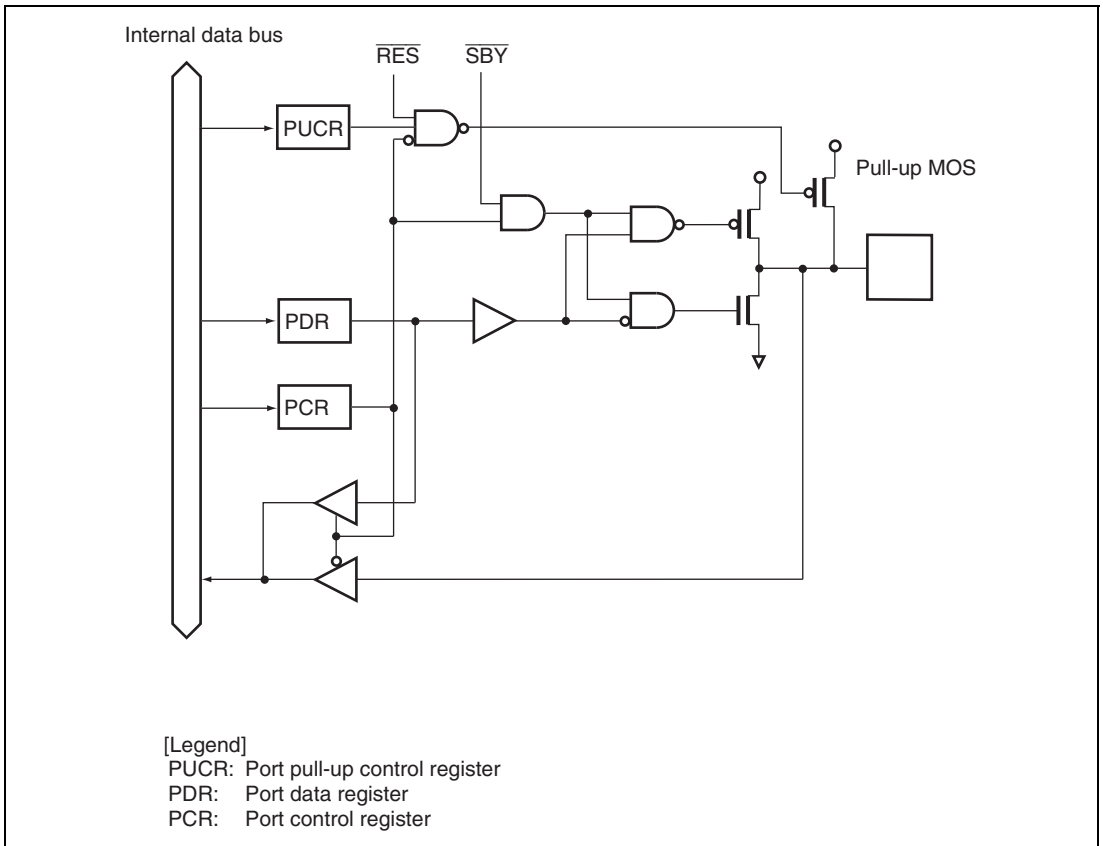 Internal data bus
RES
SBY
PUCR
Pull-up MOS
PDR
PCR
[Legend]
PUCR: Port pull-up control register
PDR: Port data register
PCR: Port control register